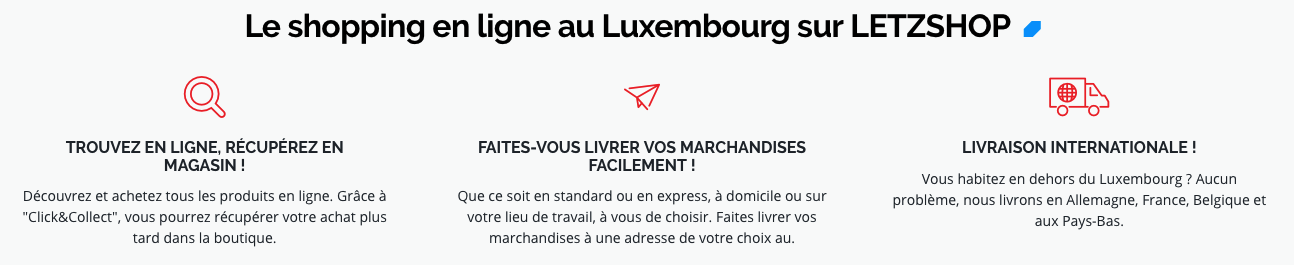 Le shopping en ligne au Luxembourg sur LETZSHOP
TROUVEZ EN LIGNE, RÉCUPÉREZ EN
MAGASIN !
Découvrez et achetez tous les produits en ligne. Grâce à
"Click&Collect", vous pourrez récupérer votre achat plus
tard dans la boutique.
FAITES-VOUS LIVRER VOS MARCHANDISES
FACILEMENT !
Que ce soit en standard ou en express, à domicile ou sur
votre lieu de travail, à vous de choisir. Faites livrer vos
marchandises à une adresse de votre choix au.
LIVRAISON INTERNATIONALE !
Vous habitez en dehors du Luxembourg ? Aucun
problème, nous livrons en Allemagne, France, Belgique et
aux Pays-Bas.